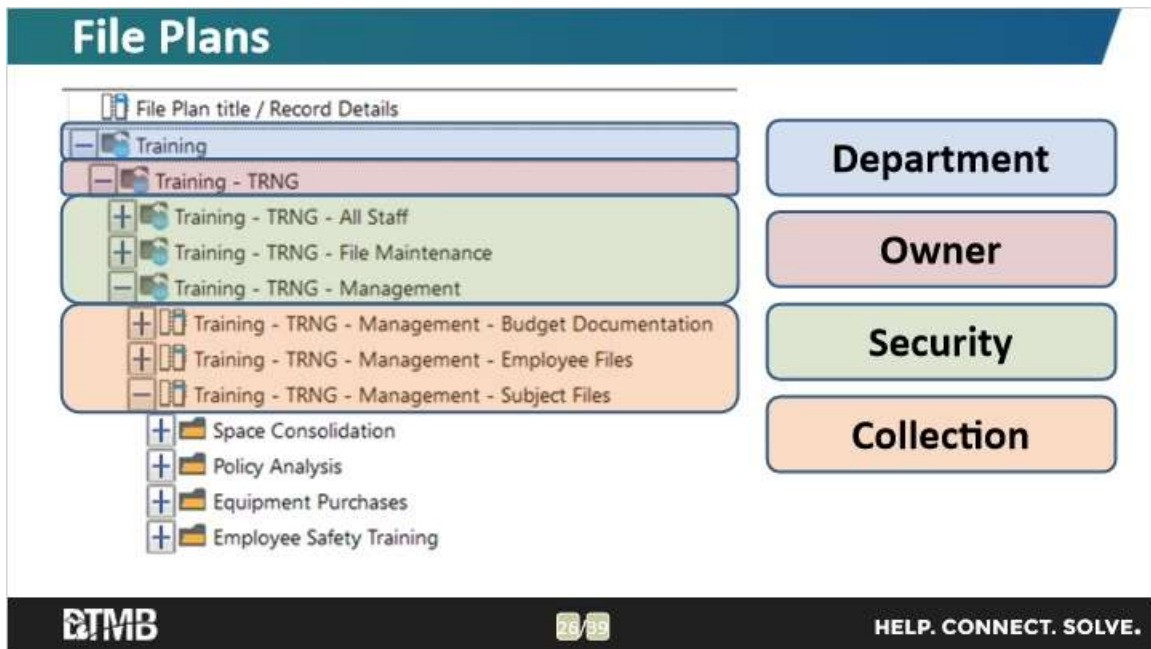 File Plans
File Plan title / Record Details
Training
Training - TRNG
Training - TRNG - All Staff
Training - TRNG - File Maintenance
Training - TRNG - Management
Training - TRNG - Management - Budget Documentation
Training - TRNG - Management - Employee Files
Training - TRNG - Management - Subject Files
Space Consolidation
Policy Analysis
Equipment Purchases
Employee Safety Training
Department
Owner
Security
Collection
DTMB
26/39
HELP. CONNECT. SOLVE.